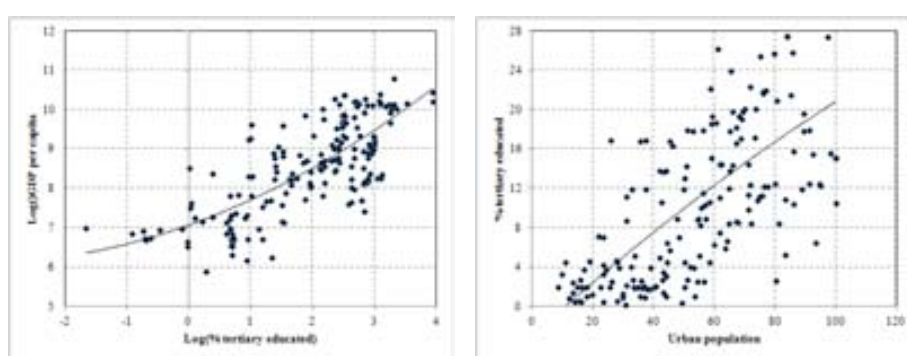 12
11
10
9
8
7
6
5
-2 -1 0 1 2 3 4
Log(% tertiary educated)
Log()GDP per capita
28
24
20
16
12
8
4
0
0 20 40 60 80 100 120
Urban population
% tertiary educated